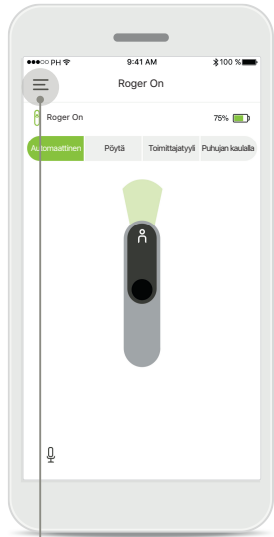 PH 9:41 AM 100 %
Roger On
Roger On 75%
Automaattinen Pöytä Toimittajatyyli Puhujan kaulalla